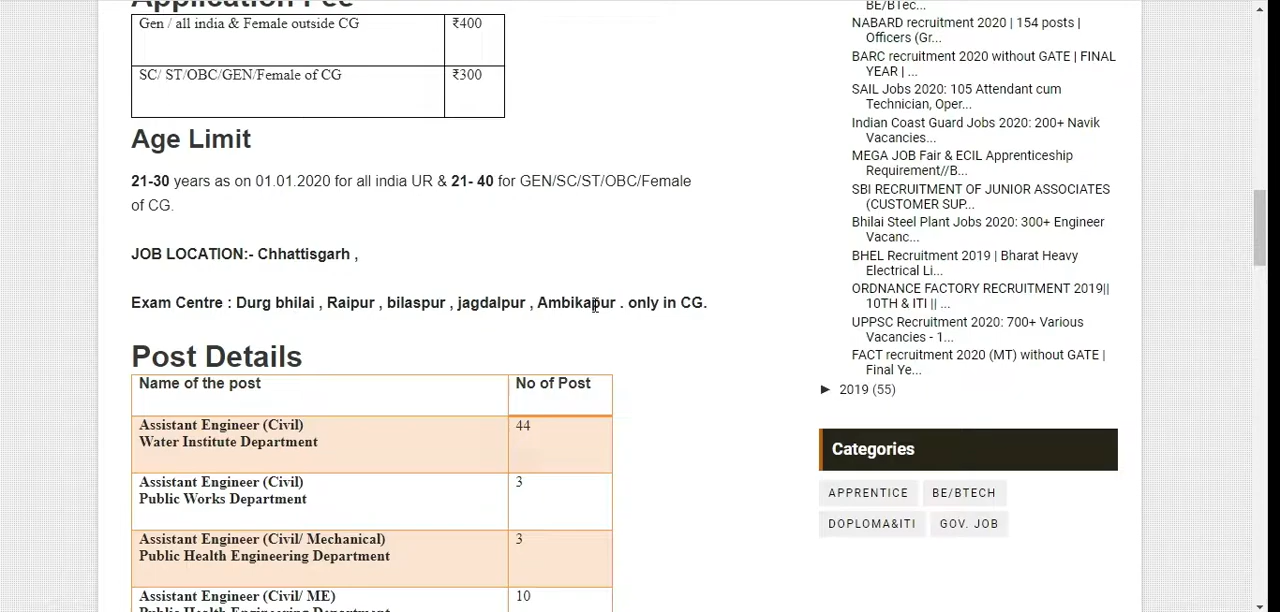 Application Fee
Gen / all india & Female outside CG ₹400
SC/ ST/OBC/GEN/Female of CG ₹300
Age Limit
21-30 years as on 01.01.2020 for all india UR & 21- 40 for GEN/SC/ST/OBC/Female
of CG.
JOB LOCATION:- Chhattisgarh ,
Exam Centre : Durg bhilai , Raipur , bilaspur , jagdalpur , Ambikapur . only in CG.
Post Details
Name of the post No of Post
Assistant Engineer (Civil) 44
Water Institute Department
Assistant Engineer (Civil) 3
Public Works Department
Assistant Engineer (Civil/ Mechanical) 3
Public Health Engineering Department
Assistant Engineer (Civil/ ME) 10
Public Health Engineering Department
BE/BTec...
NABARD recruitment 2020 | 154 posts |
Officers (Gr...
BARC recruitment 2020 without GATE | FINAL
YEAR | ...
SAIL Jobs 2020: 105 Attendant cum
Technician, Oper...
Indian Coast Guard Jobs 2020: 200+ Navik
Vacancies...
MEGA JOB Fair & ECIL Apprenticeship
Requirement//B...
SBI RECRUITMENT OF JUNIOR ASSOCIATES
(CUSTOMER SUP...
Bhilai Steel Plant Jobs 2020: 300+ Engineer
Vacanc...
BHEL Recruitment 2019 | Bharat Heavy
Electrical Li...
ORDNANCE FACTORY RECRUITMENT 2019||
10TH & ITI || ...
UPPSC Recruitment 2020: 700+ Various
Vacancies - 1...
FACT recruitment 2020 (MT) without GATE |
Final Ye...
► 2019 (55)
Categories
APPRENTICE BE/BTECH
DOPLOMA&ITI GOV. JOB